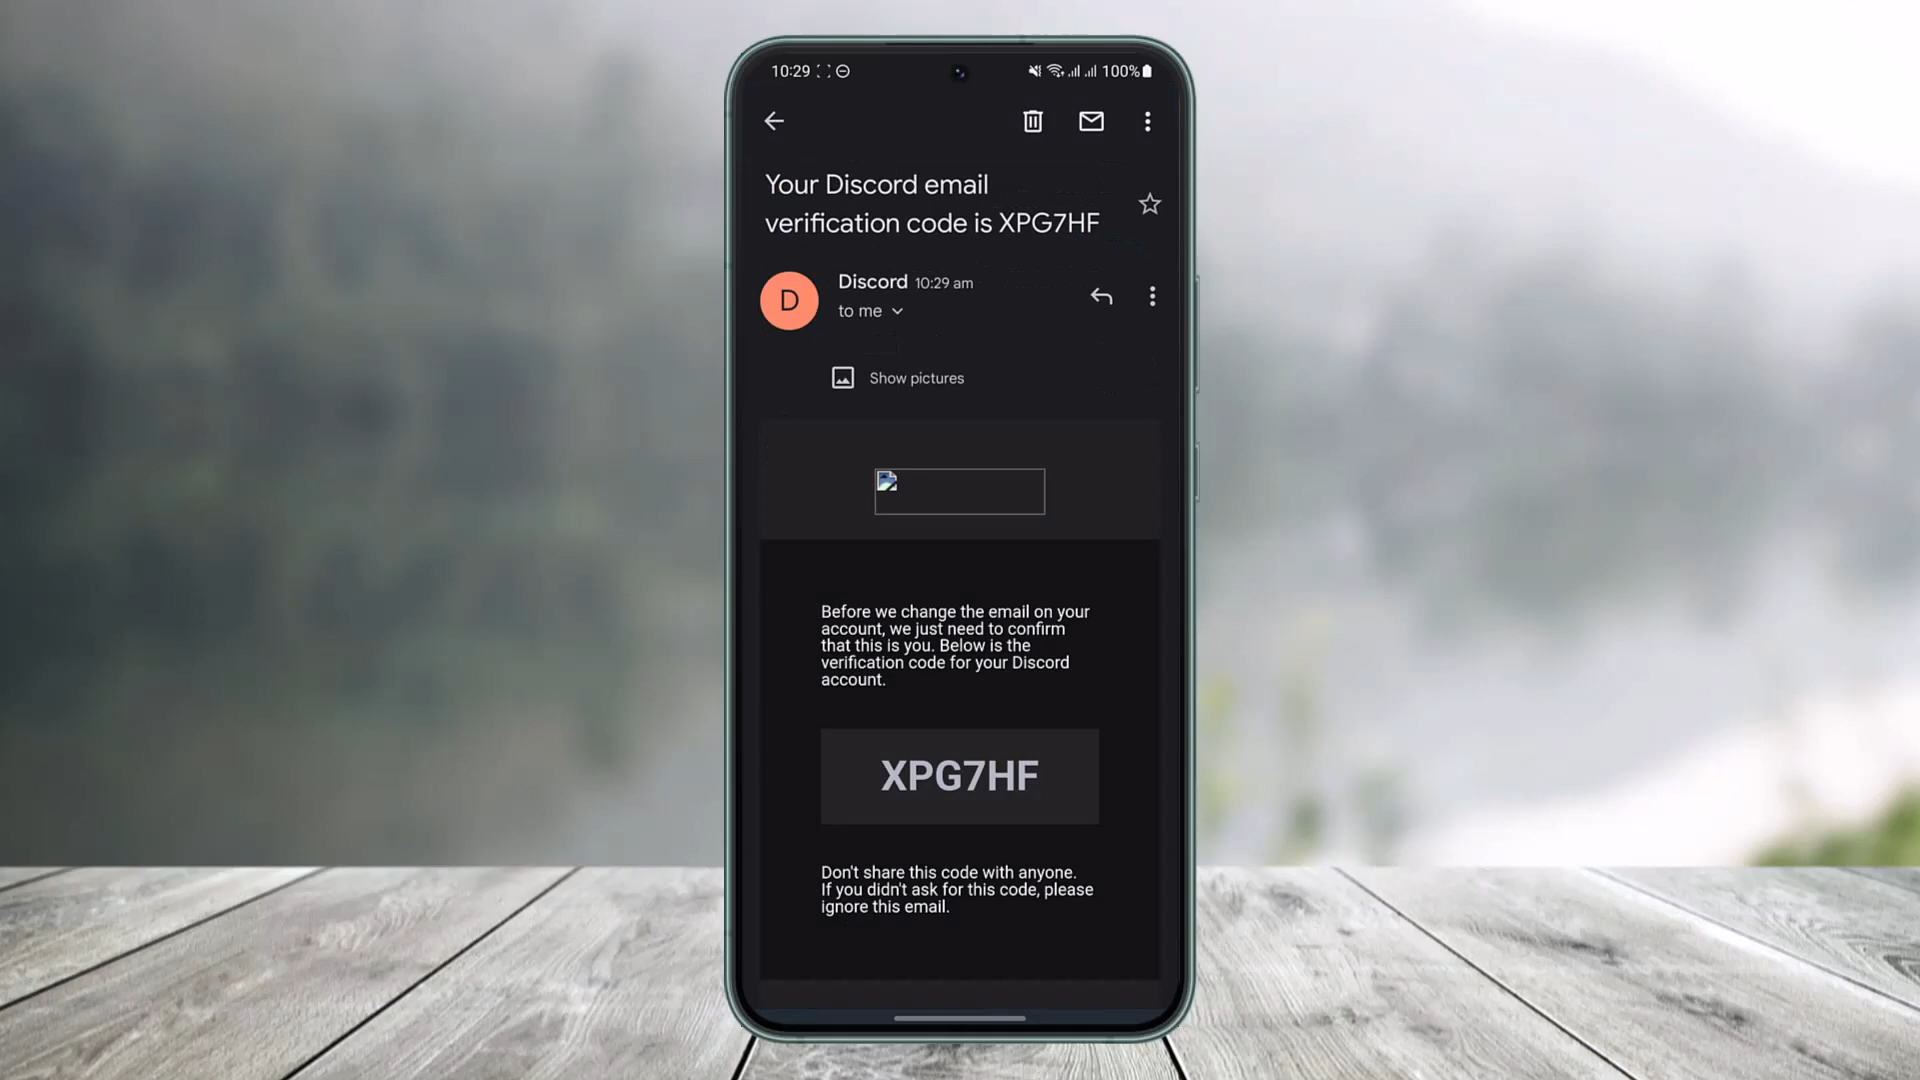 10:29 100%
Your Discord email
verification code is XPG7HF
D
Discord 10:29 am
to me
Show pictures
Before we change the email on your
account, we just need to confirm
that this is you. Below is the
verification code for your Discord
account.
XPG7HF
Don't share this code with anyone.
If you didn't ask for this code, please
ignore this email.